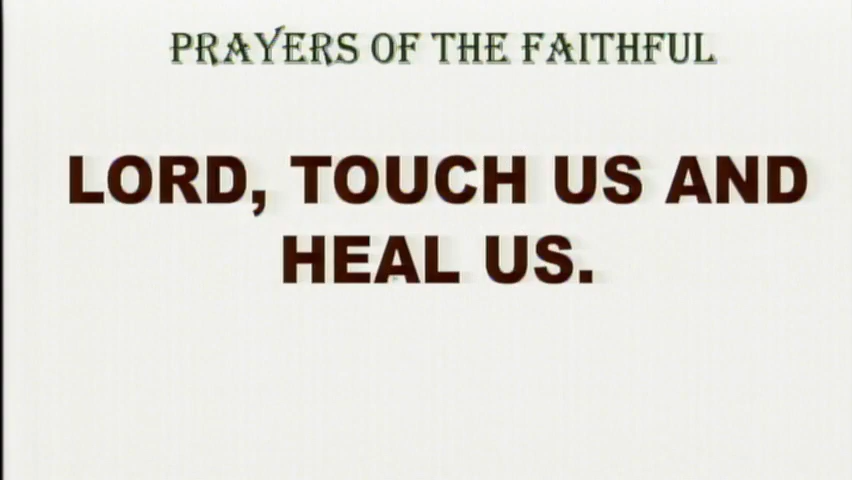 PRAYERS OF THE FAITHFUL
LORD, TOUCH US AND
HEAL US.